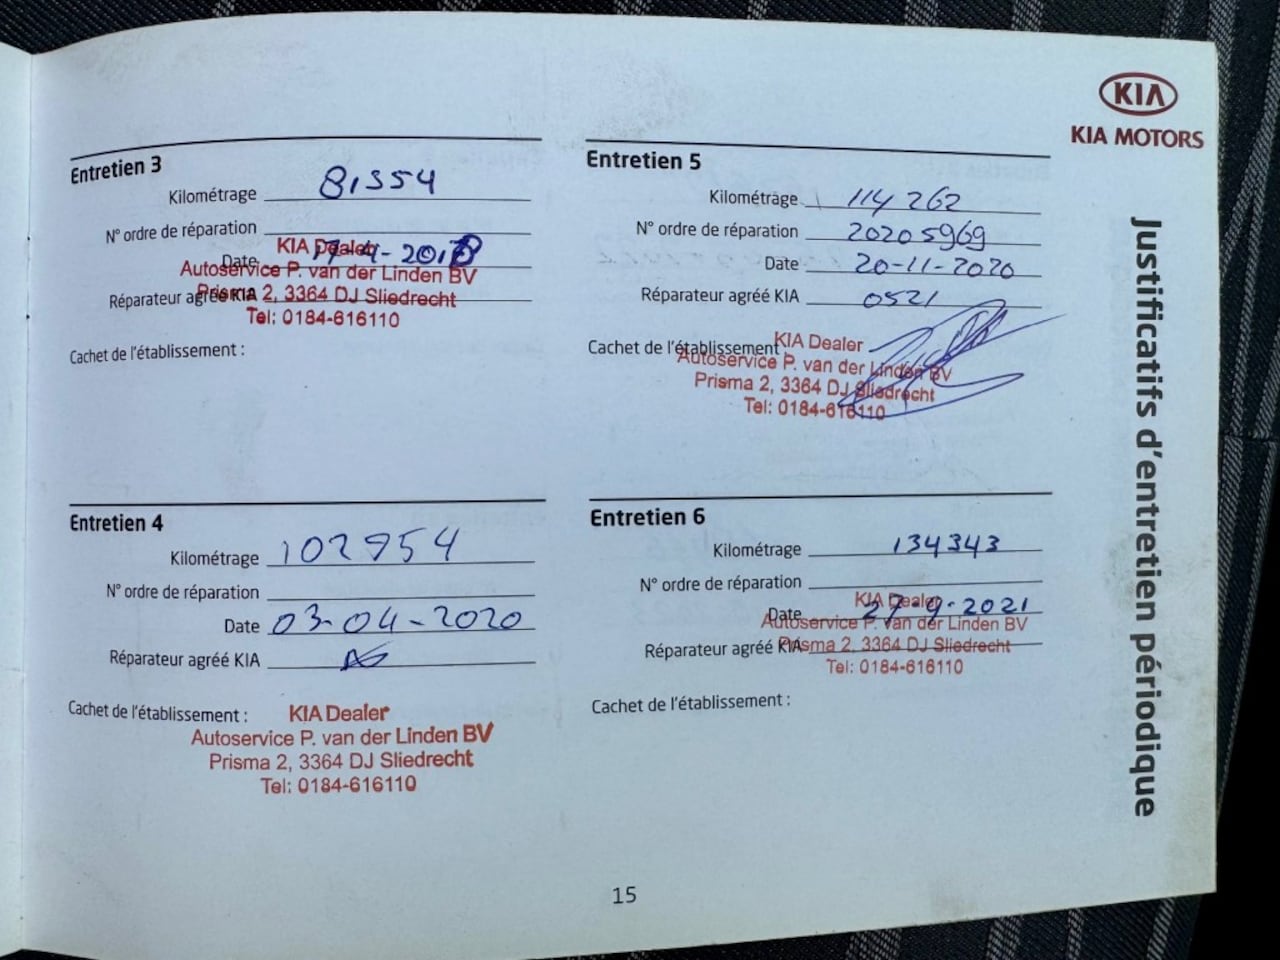 KIA
KIA MOTORS
Justificatifs d'entretien périodique
Entretien 3
Kilométrage 81354
N° ordre de réparation
Date 17-4-201
Réparateur agréé KIA
KIA Dealer
Autoservice P. van der Linden BV
Prisma 2, 3364 DJ Sliedrecht
Tel: 0184-616110
Cachet de l'établissement :
Entretien 4
Kilométrage 102954
N° ordre de réparation
Date 03-04-2020
Réparateur agréé KIA
Cachet de l'établissement :
KIA Dealer
Autoservice P. van der Linden BV
Prisma 2, 3364 DJ Sliedrecht
Tel: 0184-616110
Entretien 5
Kilométrage 114262
N° ordre de réparation 20205969
Date 20-11-2020
Réparateur agréé KIA 0521
Cachet de l'établissement
KIA Dealer
Autoservice P. van der Linden BV
Prisma 2, 3364 DJ Sliedrecht
Tel: 0184-616110
Entretien 6
Kilométrage 134343
N° ordre de réparation
Date 27-9-2021
Réparateur agréé KIA
KIA Dealer
Autoservice P. van der Linden BV
Prisma 2, 3364 DJ Sliedrecht
Tel: 0184-616110
Cachet de l'établissement :
15